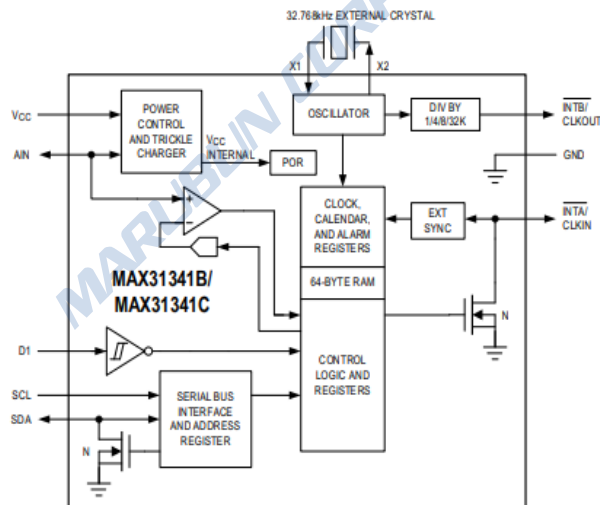 32.768kHz EXTERNAL CRYSTAL
X1
X2
VCC
AIN
POWER
CONTROL
AND TRICKLE
CHARGER
VCC
INTERNAL
POR
OSCILLATOR
DIV BY
1/4/8/32K
INTB/
CLKOUT
GND
CLOCK,
CALENDAR,
AND ALARM
REGISTERS
EXT
SYNC
INTA/
CLKIN
+
-
64-BYTE RAM
MAX31341B/
MAX31341C
N
D1
CONTROL
LOGIC AND
REGISTERS
SCL
SDA
SERIAL BUS
INTERFACE
AND ADDRESS
REGISTER
N
MARUBUN CORP